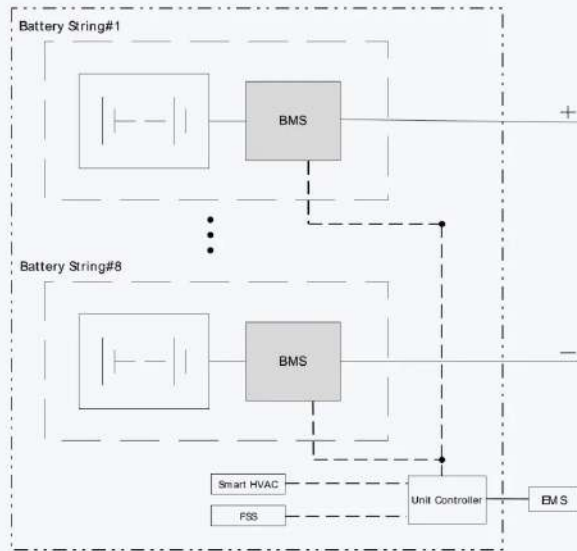 Battery String#1
BMS
+
Battery String#8
BMS
−
Smart HVAC
FSS
Unit Controller
EMS